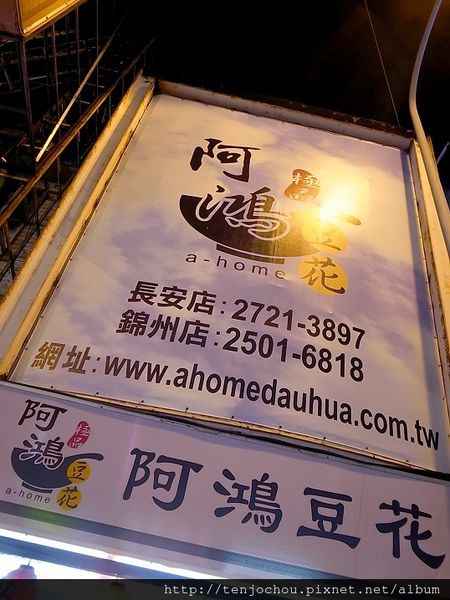 阿鴻
極品
豆花
a-home
長安店:2721-3897
錦州店:2501-6818
網址:www.ahomedauhua.com.tw
阿鴻
極品
豆花
a-home
阿鴻豆花
http://tenjochou.pixnet.net/album